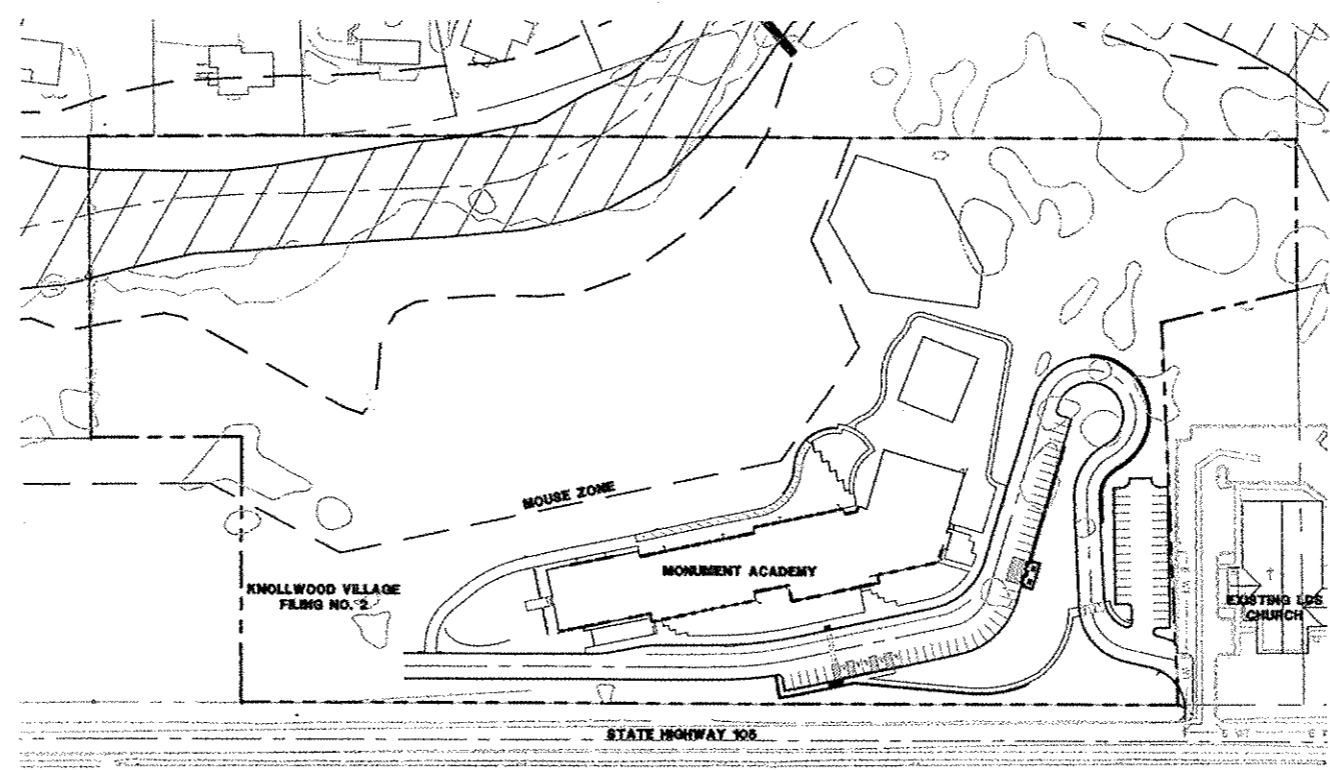 MOUSE ZONE
MONUMENT ACADEMY
KNOLLWOOD VILLAGE
FILING NO. 2
EXISTING LDS
CHURCH
STATE HIGHWAY 105